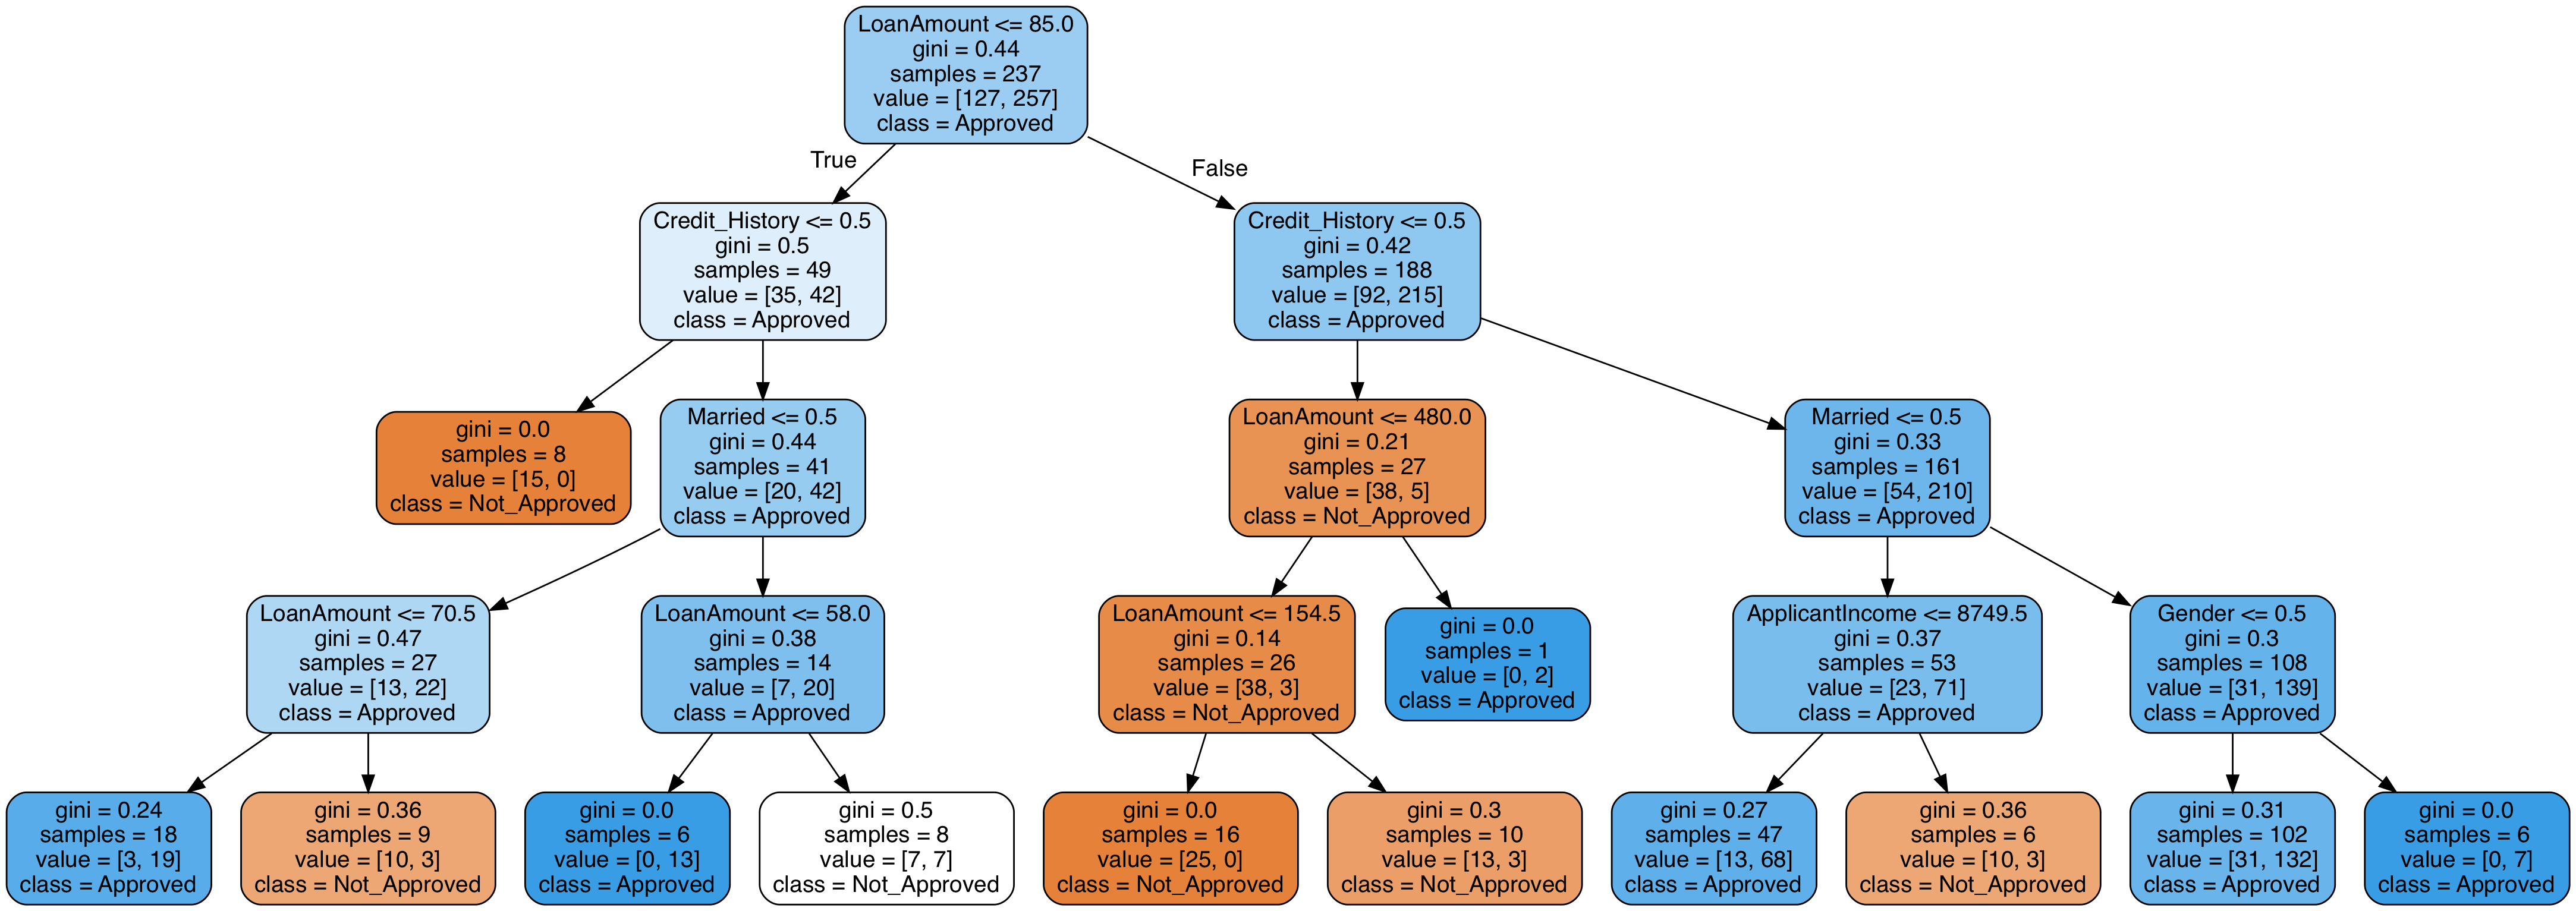 LoanAmount <= 85.0
gini = 0.44
samples = 237
value = [127, 257]
class = Approved
True
False
Credit_History <= 0.5
gini = 0.5
samples = 49
value = [35, 42]
class = Approved
Credit_History <= 0.5
gini = 0.42
samples = 188
value = [92, 215]
class = Approved
gini = 0.0
samples = 8
value = [15, 0]
class = Not_Approved
Married <= 0.5
gini = 0.44
samples = 41
value = [20, 42]
class = Approved
LoanAmount <= 480.0
gini = 0.21
samples = 27
value = [38, 5]
class = Not_Approved
Married <= 0.5
gini = 0.33
samples = 161
value = [54, 210]
class = Approved
LoanAmount <= 70.5
gini = 0.47
samples = 27
value = [13, 22]
class = Approved
LoanAmount <= 58.0
gini = 0.38
samples = 14
value = [7, 20]
class = Approved
LoanAmount <= 154.5
gini = 0.14
samples = 26
value = [38, 3]
class = Not_Approved
gini = 0.0
samples = 1
value = [0, 2]
class = Approved
ApplicantIncome <= 8749.5
gini = 0.37
samples = 53
value = [23, 71]
class = Approved
Gender <= 0.5
gini = 0.3
samples = 108
value = [31, 139]
class = Approved
gini = 0.24
samples = 18
value = [3, 19]
class = Approved
gini = 0.36
samples = 9
value = [10, 3]
class = Not_Approved
gini = 0.0
samples = 6
value = [0, 13]
class = Approved
gini = 0.5
samples = 8
value = [7, 7]
class = Not_Approved
gini = 0.0
samples = 16
value = [25, 0]
class = Not_Approved
gini = 0.3
samples = 10
value = [13, 3]
class = Not_Approved
gini = 0.27
samples = 47
value = [13, 68]
class = Approved
gini = 0.36
samples = 6
value = [10, 3]
class = Not_Approved
gini = 0.31
samples = 102
value = [31, 132]
class = Approved
gini = 0.0
samples = 6
value = [0, 7]
class = Approved